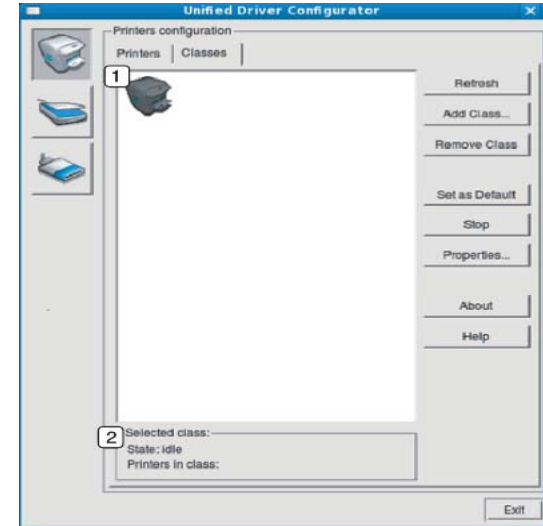 Unified Driver Configurator
Printers configuration
Printers
Classes
1
Refresh
Add Class...
Remove Class
Set as Default
Stop
Properties...
About
Help
2
Selected class:
State: idle
Printers in class:
Exit